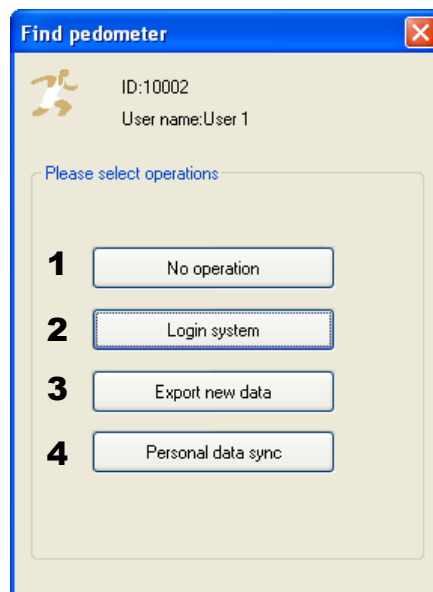 Find pedometer
ID:10002
User name:User 1
Please select operations
1 No operation
2 Login system
3 Export new data
4 Personal data sync